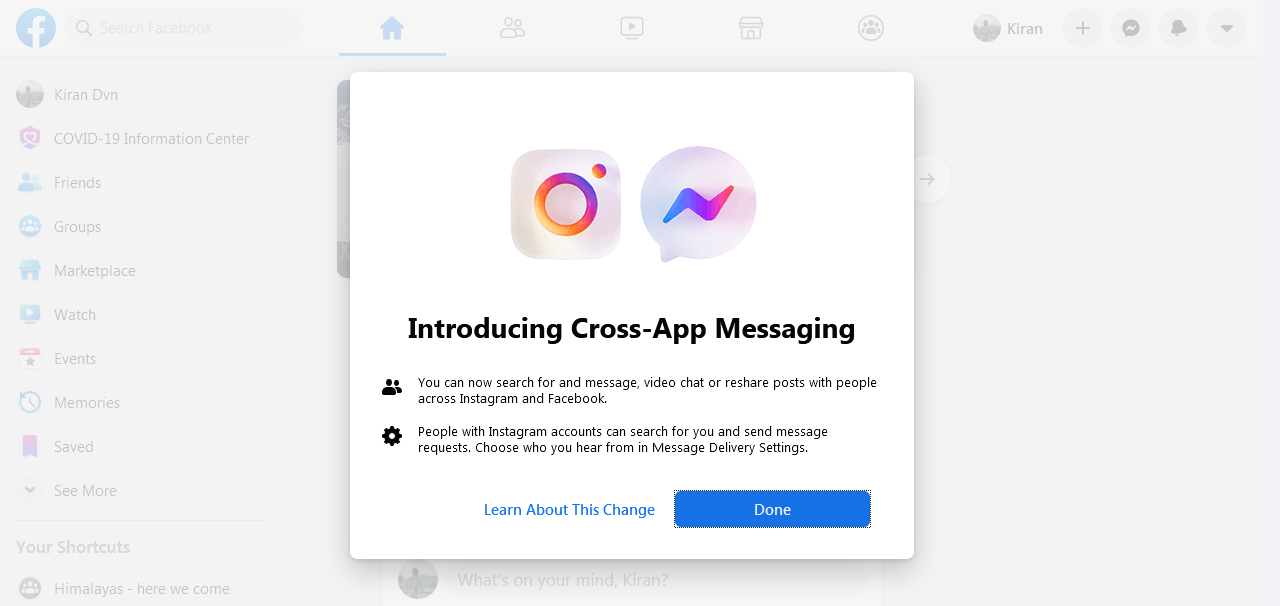 Search Facebook
Kiran
Kiran Dvn
COVID-19 Information Center
Friends
Groups
Marketplace
Watch
Events
Memories
Saved
See More
Your Shortcuts
Himalayas - here we come
Introducing Cross-App Messaging
You can now search for and message, video chat or reshare posts with people
across Instagram and Facebook.
People with Instagram accounts can search for you and send message
requests. Choose who you hear from in Message Delivery Settings.
Learn About This Change
Done
What's on your mind, Kiran?